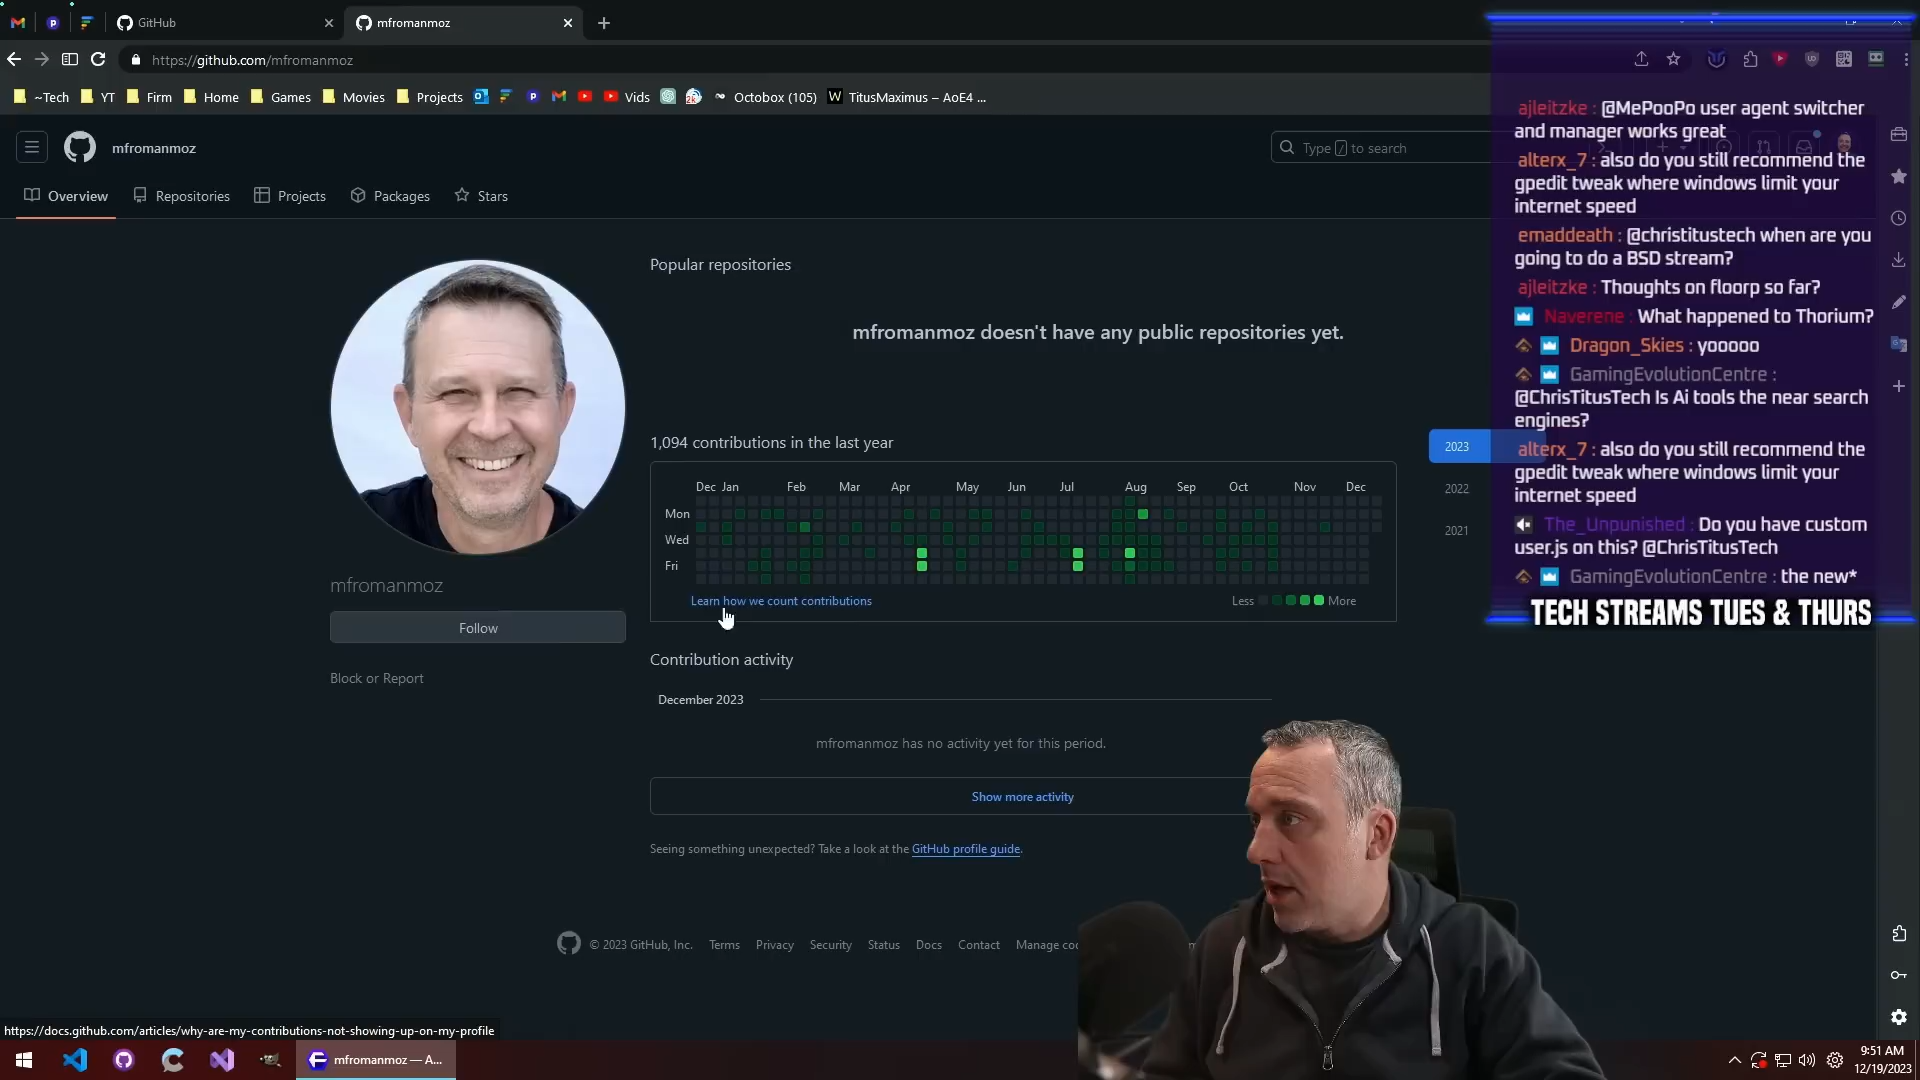 GitHub
mfromanmoz
https://github.com/mfromanmoz
~Tech
YT
Firm
Home
Games
Movies
Projects
Vids
Octobox (105)
TitusMaximus – AoE4 ...
mfromanmoz
Type / to search
Overview
Repositories
Projects
Packages
Stars
Popular repositories
mfromanmoz doesn't have any public repositories yet.
1,094 contributions in the last year
2023
2022
2021
Dec Jan Feb Mar Apr May Jun Jul Aug Sep Oct Nov Dec
Mon
Wed
Fri
Learn how we count contributions
Less
More
mfromanmoz
Follow
Block or Report
Contribution activity
December 2023
mfromanmoz has no activity yet for this period.
Show more activity
Seeing something unexpected? Take a look at the GitHub profile guide.
© 2023 GitHub, Inc.
Terms
Privacy
Security
Status
Docs
Contact
Manage
https://docs.github.com/articles/why-are-my-contributions-not-showing-up-on-my-profile
ajleitzke : @MePooPo user agent switcher
and manager works great
alterx_7 : also do you still recommend the
gpedit tweak where windows limit your
internet speed
emaddeath : @christitustech when are you
going to do a BSD stream?
ajleitzke : Thoughts on floorp so far?
Naverene : What happened to Thorium?
Dragon_Skies : yooooo
GamingEvolutionCentre :
@ChrisTitusTech Is Ai tools the near search
engines?
alterx_7 : also do you still recommend the
gpedit tweak where windows limit your
internet speed
The_Unpunished : Do you have custom
user.js on this? @ChrisTitusTech
GamingEvolutionCentre : the new*
TECH STREAMS TUES & THURS
mfromanmoz — A...
9:51 AM
12/19/2023